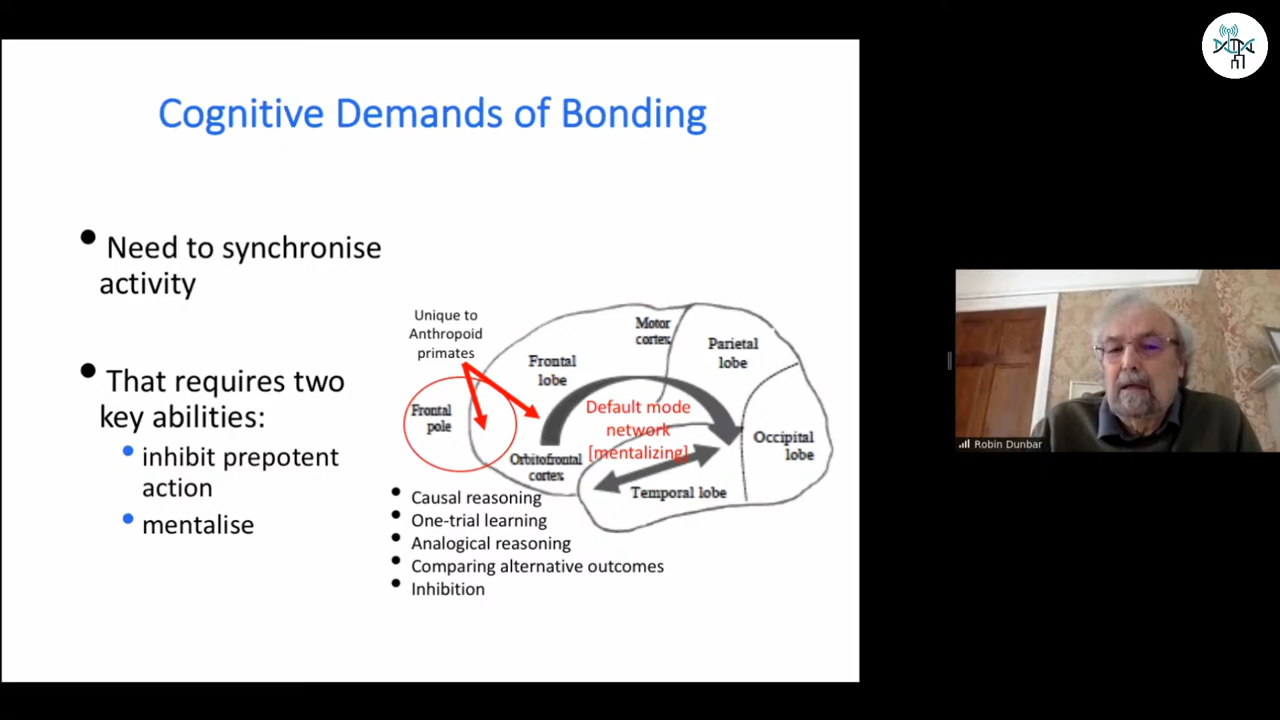 Cognitive Demands of Bonding
• Need to synchronise
activity
• That requires two
key abilities:
• inhibit prepotent
action
• mentalise
Unique to
Anthropoid
primates
Frontal
pole
Frontal
lobe
Motor
cortex
Parietal
lobe
Default mode
network
[mentalizing]
Occipital
lobe
Orbitofrontal
cortex
Temporal lobe
• Causal reasoning
• One-trial learning
• Analogical reasoning
• Comparing alternative outcomes
• Inhibition
Robin Dunbar